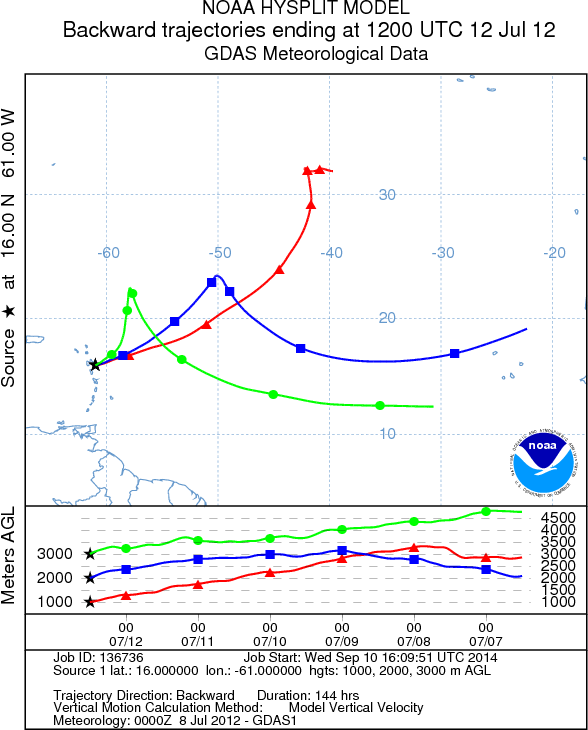 NOAA HYSPLIT MODEL
Backward trajectories ending at 1200 UTC 12 Jul 12
GDAS Meteorological Data
Source ★ at 16.00 N 61.00 W
30
-60 -50 -40 -30 -20
20
10
noaa
Meters AGL
4500
4000
3500
3000 3000
2500
2000 2000
1500
1000 1000
00 00 00 00 00 00
07/12 07/11 07/10 07/09 07/08 07/07
Job ID: 136736 Job Start: Wed Sep 10 16:09:51 UTC 2014
Source 1 lat.: 16.000000 lon.: -61.000000 hgts: 1000, 2000, 3000 m AGL
Trajectory Direction: Backward Duration: 144 hrs
Vertical Motion Calculation Method: Model Vertical Velocity
Meteorology: 0000Z 8 Jul 2012 - GDAS1